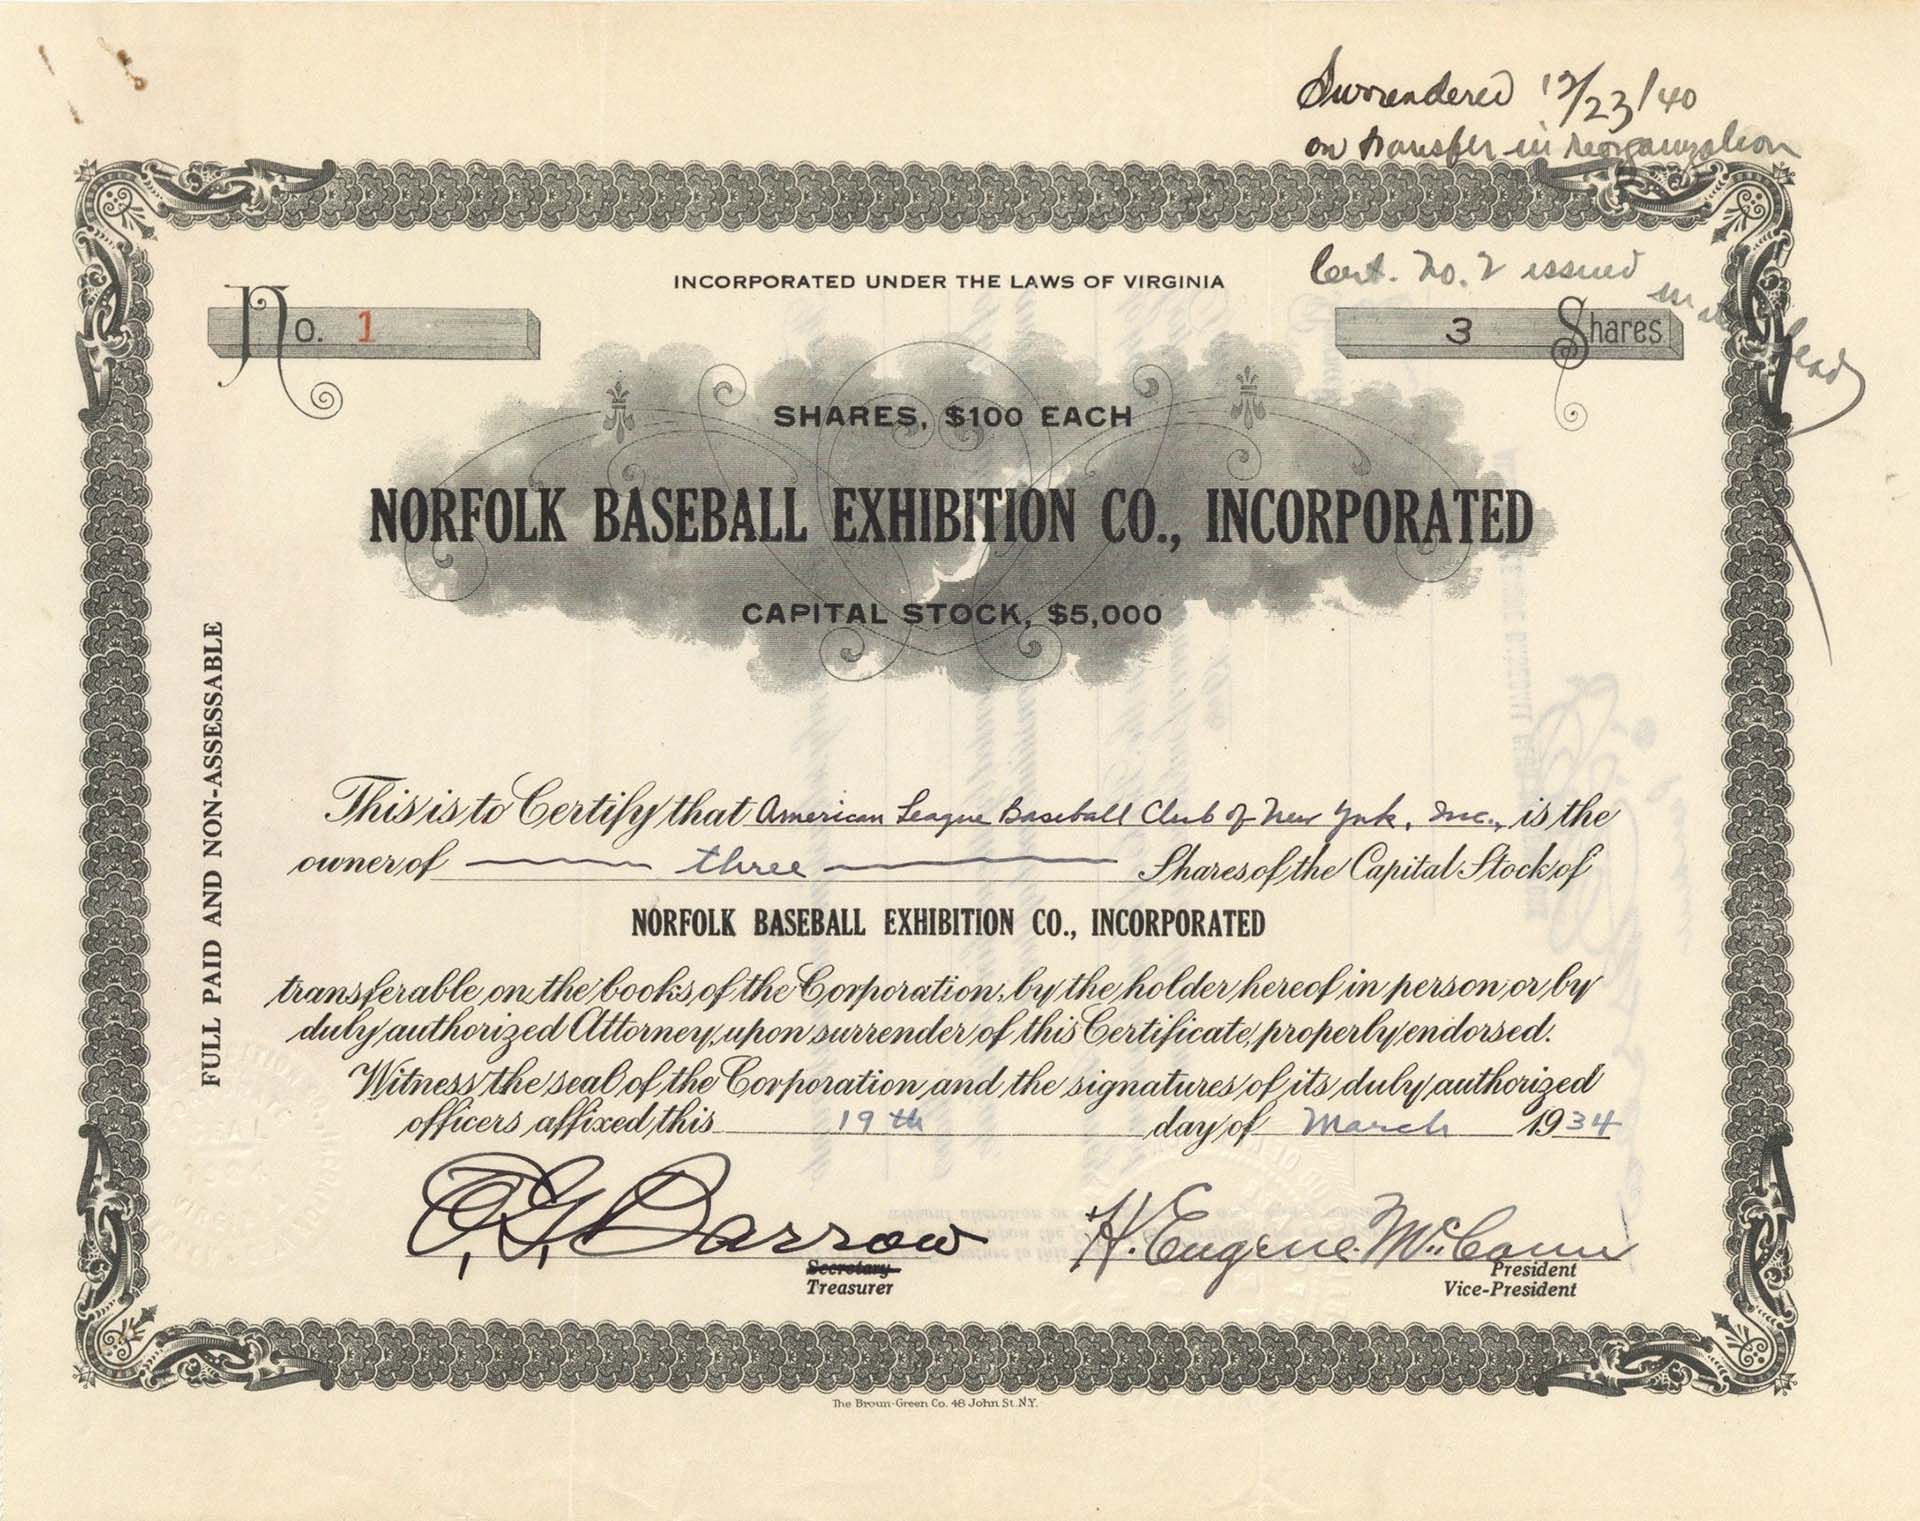 Surrendered 12/23/40
on transfer in reorganization
INCORPORATED UNDER THE LAWS OF VIRGINIA
Cert. No. 2 issued
in its stead
No. 1
3 Shares
SHARES, $100 EACH
NORFOLK BASEBALL EXHIBITION CO., INCORPORATED
CAPITAL STOCK, $5,000
FULL PAID AND NON-ASSESSABLE
This is to Certify that American League Baseball Club of New York, Inc., is the
owner of three Shares of the Capital Stock of
NORFOLK BASEBALL EXHIBITION CO., INCORPORATED
transferable on the books of the Corporation, by the holder hereof in person or by
duly authorized Attorney, upon surrender of this Certificate, properly endorsed.
Witness the seal of the Corporation and the signatures of its duly authorized
officers affixed this 19th day of March 1934
H. Eugene McCann
Secretary
Treasurer
President
Vice-President
The Broun-Green Co. 48 John St. N.Y.